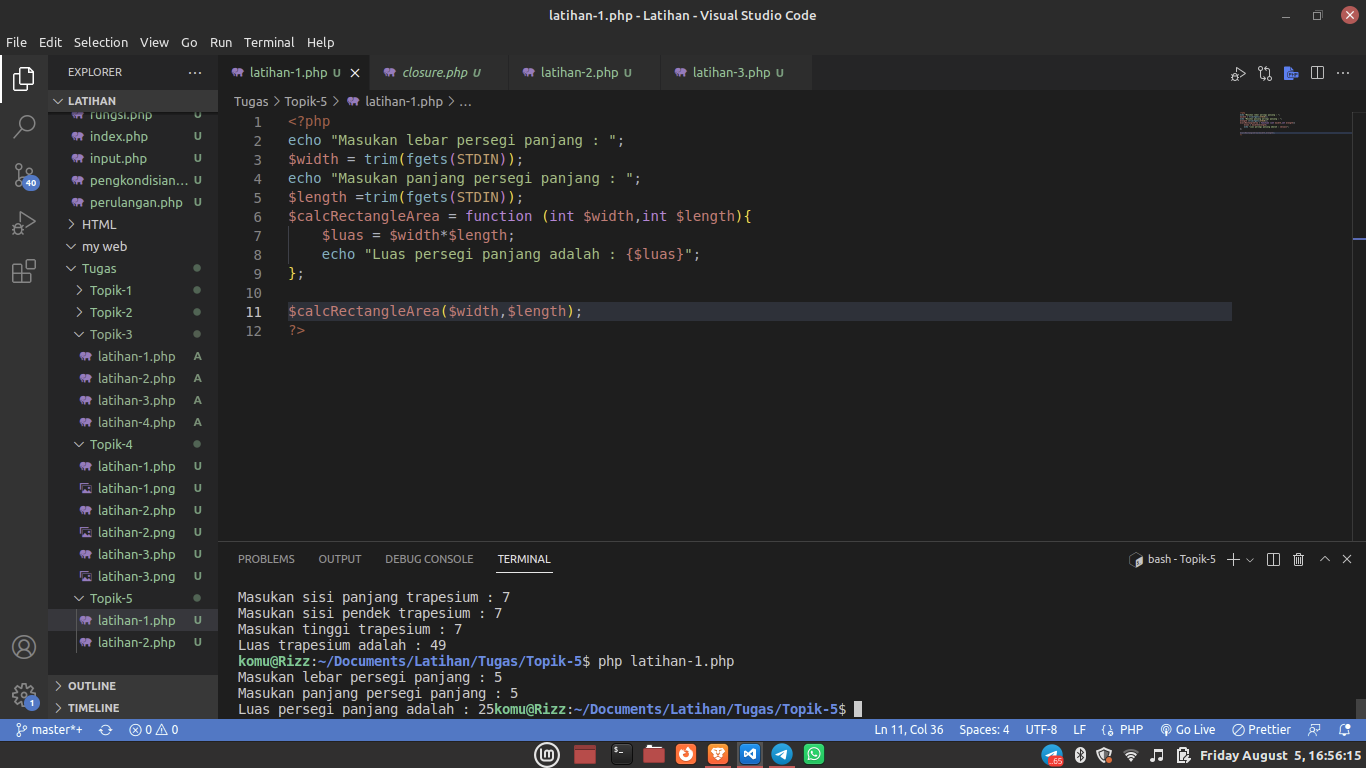 latihan-1.php - Latihan - Visual Studio Code
File Edit Selection View Go Run Terminal Help
EXPLORER
LATIHAN
fungsi.php U
index.php U
input.php U
pengkondisian... U
perulangan.php U
HTML
my web
Tugas
Topik-1
Topik-2
Topik-3
latihan-1.php A
latihan-2.php A
latihan-3.php A
latihan-4.php A
Topik-4
latihan-1.php U
latihan-1.png U
latihan-2.php U
latihan-2.png U
latihan-3.php U
latihan-3.png U
Topik-5
latihan-1.php U
latihan-2.php U
OUTLINE
TIMELINE
40
1
latihan-1.php U closure.php U latihan-2.php U latihan-3.php U
Tugas > Topik-5 > latihan-1.php > ...
1 <?php
2 echo "Masukan lebar persegi panjang : ";
3 $width = trim(fgets(STDIN));
4 echo "Masukan panjang persegi panjang : ";
5 $length =trim(fgets(STDIN));
6 $calcRectangleArea = function (int $width,int $length){
7     $luas = $width*$length;
8     echo "Luas persegi panjang adalah : {$luas}";
9 };
10
11 $calcRectangleArea($width,$length);
12 ?>
PROBLEMS OUTPUT DEBUG CONSOLE TERMINAL
bash - Topik-5
Masukan sisi panjang trapesium : 7
Masukan sisi pendek trapesium : 7
Masukan tinggi trapesium : 7
Luas trapesium adalah : 49
komu@Rizz:~/Documents/Latihan/Tugas/Topik-5$ php latihan-1.php
Masukan lebar persegi panjang : 5
Masukan panjang persegi panjang : 5
Luas persegi panjang adalah : 25komu@Rizz:~/Documents/Latihan/Tugas/Topik-5$
master*+ 0 0 Ln 11, Col 36 Spaces: 4 UTF-8 LF PHP Go Live Prettier
Friday August 5, 16:56:15